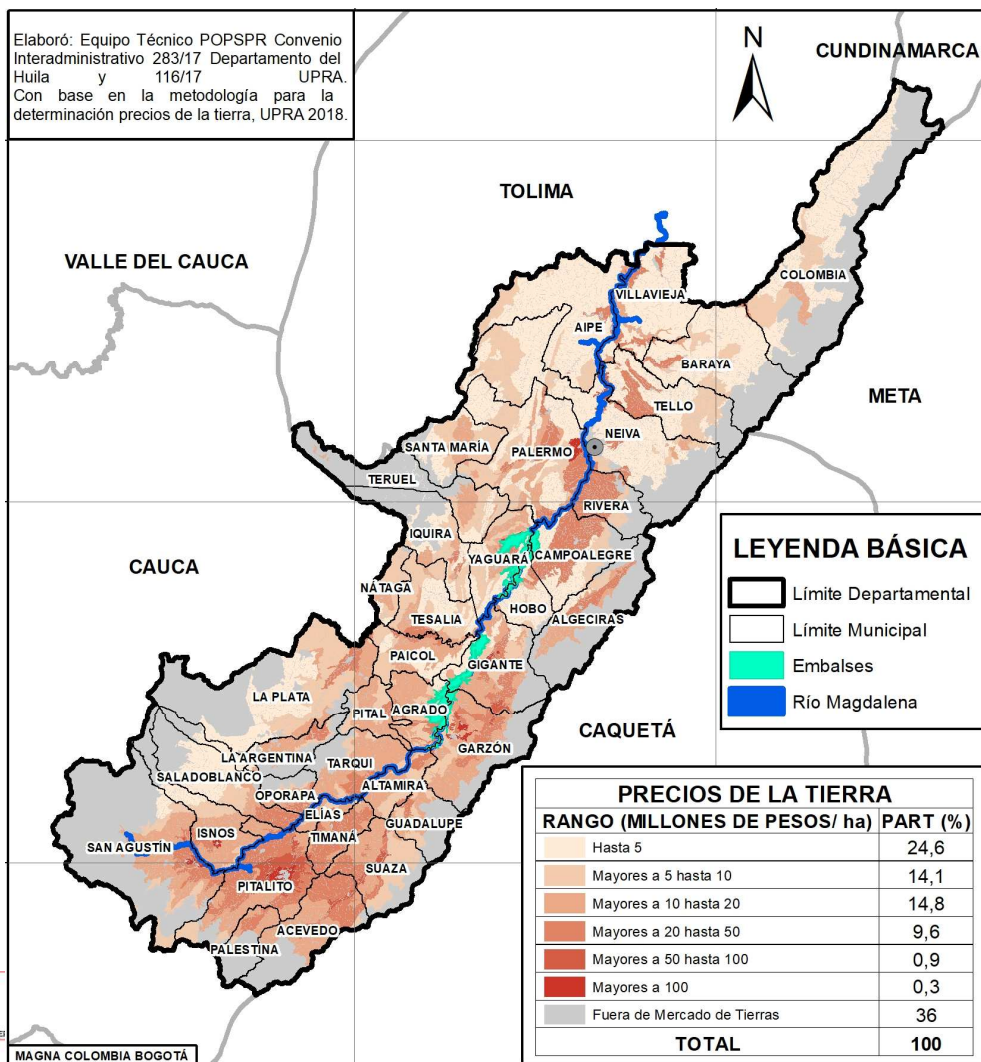 Elaboró: Equipo Técnico POPSPR Convenio
Interadministrativo 283/17 Departamento del
Huila y 116/17 UPRA.
Con base en la metodología para la
determinación precios de la tierra, UPRA 2018.
N
CUNDINAMARCA
TOLIMA
VALLE DEL CAUCA
COLOMBIA
VILLAVIEJA
AIPE
BARAYA
META
TELLO
NEIVA
SANTA MARÍA
PALERMO
TERUEL
RIVERA
IQUIRA
CAUCA
YAGUARÁ
CAMPOALEGRE
NÁTAGA
HOBO
TESALIA
ALGECIRAS
PAICOL
GIGANTE
LA PLATA
PITAL
AGRADO
CAQUETÁ
GARZÓN
LA ARGENTINA
TARQUI
SALADOBLANCO
ALTAMIRA
OPORAPA
ELÍAS
GUADALUPE
ISNOS
TIMANÁ
SAN AGUSTÍN
SUAZA
PITALITO
ACEVEDO
PALESTINA
LEYENDA BÁSICA
Límite Departamental
Límite Municipal
Embalses
Río Magdalena
PRECIOS DE LA TIERRA
RANGO (MILLONES DE PESOS/ ha) PART (%)
Hasta 5 24,6
Mayores a 5 hasta 10 14,1
Mayores a 10 hasta 20 14,8
Mayores a 20 hasta 50 9,6
Mayores a 50 hasta 100 0,9
Mayores a 100 0,3
Fuera de Mercado de Tierras 36
TOTAL 100
MAGNA COLOMBIA BOGOTÁ